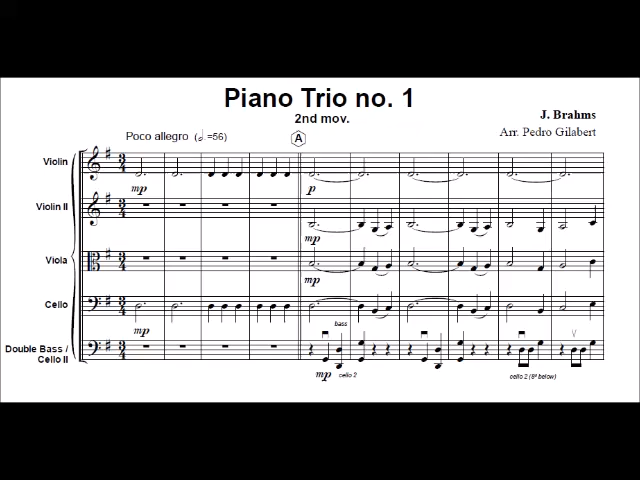 Piano Trio no. 1
2nd mov.
J. Brahms
Poco allegro (𝅗𝅥. =56)
A
Arr. Pedro Gilabert
Violin
mp
p
Violin II
mp
Viola
mp
Cello
mp
bass
Double Bass /
Cello II
mp
cello 2
cello 2 (8ª below)